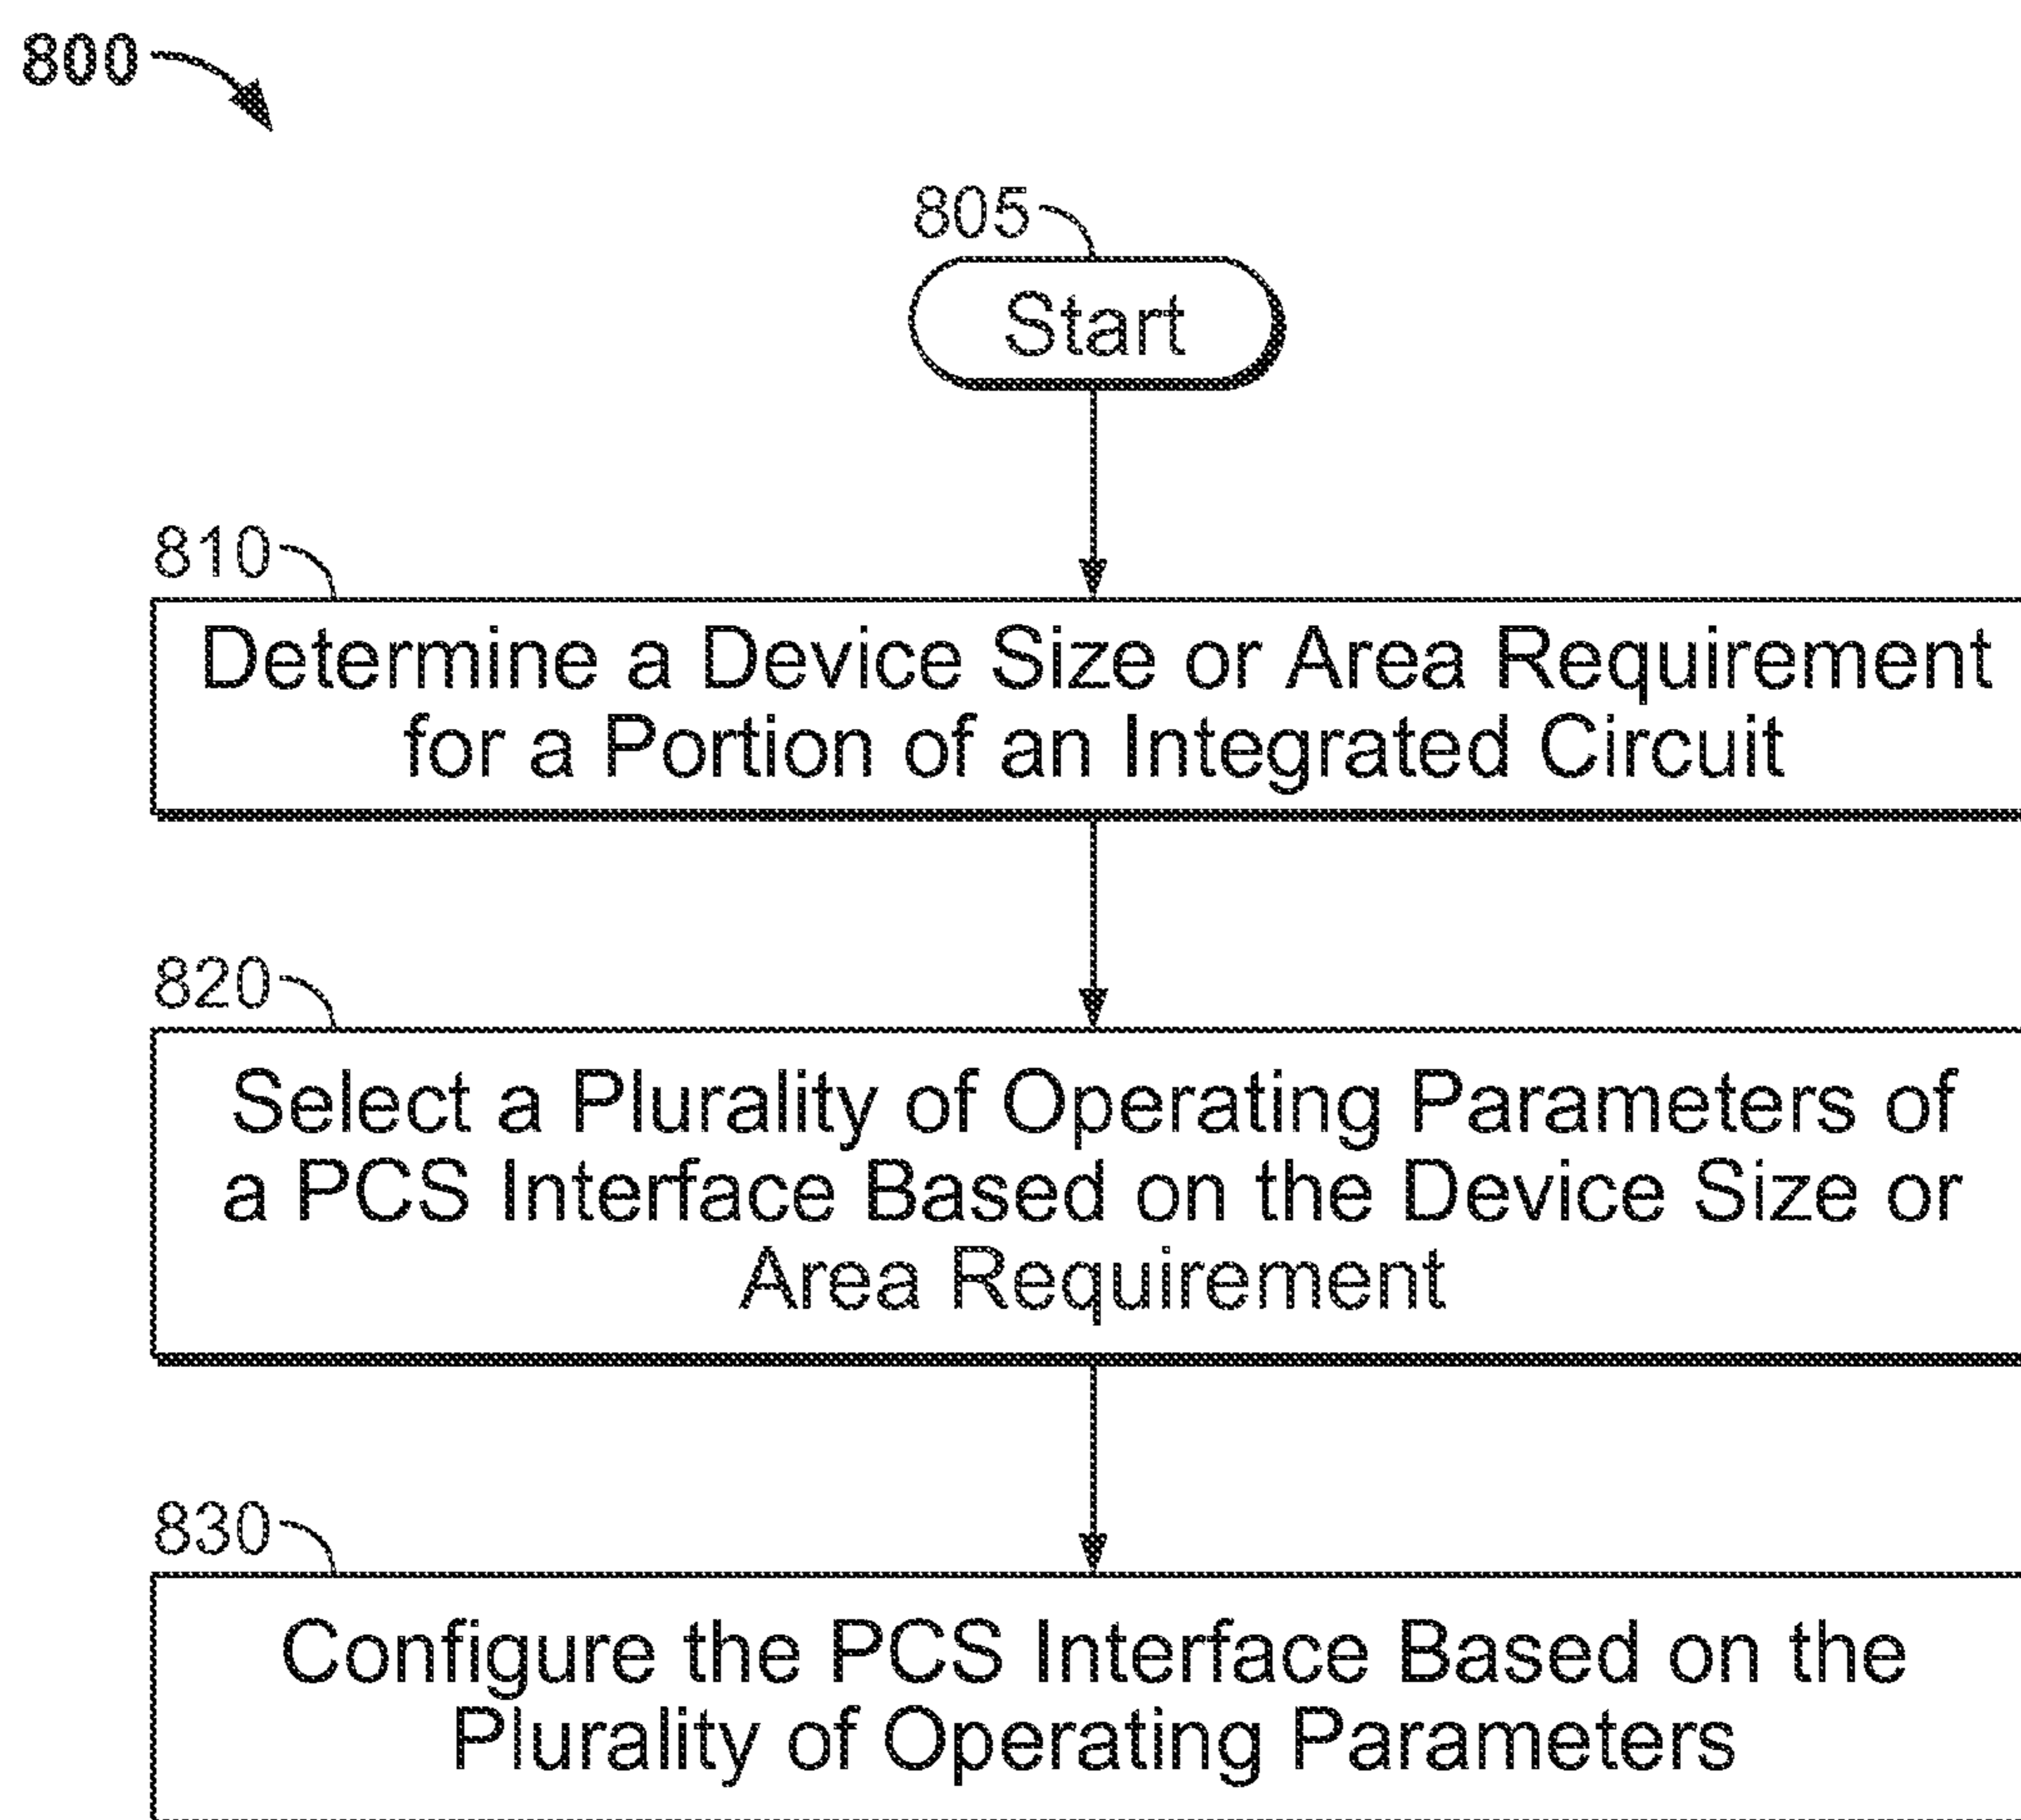 800
805
Start
810
Determine a Device Size or Area Requirement
for a Portion of an Integrated Circuit
820
Select a Plurality of Operating Parameters of
a PCS Interface Based on the Device Size or
Area Requirement
830
Configure the PCS Interface Based on the
Plurality of Operating Parameters